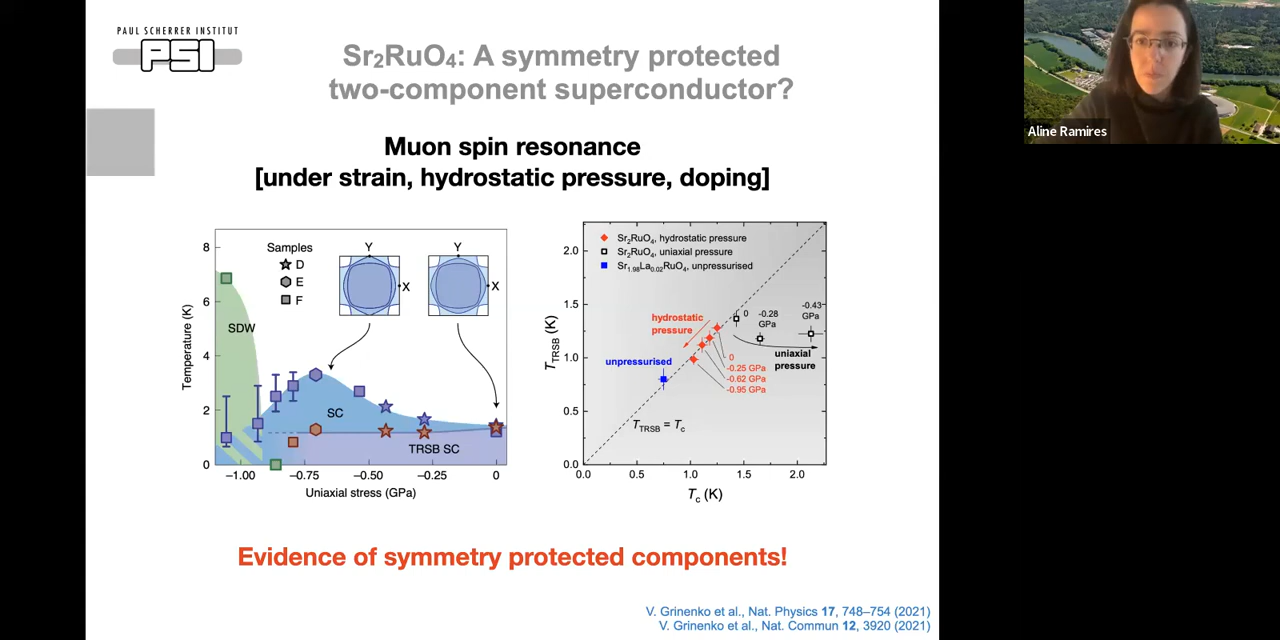 PAUL SCHERRER INSTITUT
PSI
Sr₂RuO₄: A symmetry protected
two-component superconductor?
Aline Ramires
Muon spin resonance
[under strain, hydrostatic pressure, doping]
8
6
4
2
0
Temperature (K)
Samples
D
E
F
Y
X
Y
X
SDW
SC
TRSB SC
−1.00
−0.75
−0.50
−0.25
0
Uniaxial stress (GPa)
2.0
1.5
1.0
0.5
0.0
T_TRSB (K)
Sr₂RuO₄, hydrostatic pressure
Sr₂RuO₄, uniaxial pressure
Sr₁.₉₈La₀.₀₂RuO₄, unpressurised
hydrostatic
pressure
unpressurised
0
-0.28
GPa
-0.43
GPa
uniaxial
pressure
0
-0.25 GPa
-0.62 GPa
-0.95 GPa
T_TRSB = T_c
0.0
0.5
1.0
1.5
2.0
T_c (K)
Evidence of symmetry protected components!
V. Grinenko et al., Nat. Physics 17, 748–754 (2021)
V. Grinenko et al., Nat Commun 12, 3920 (2021)